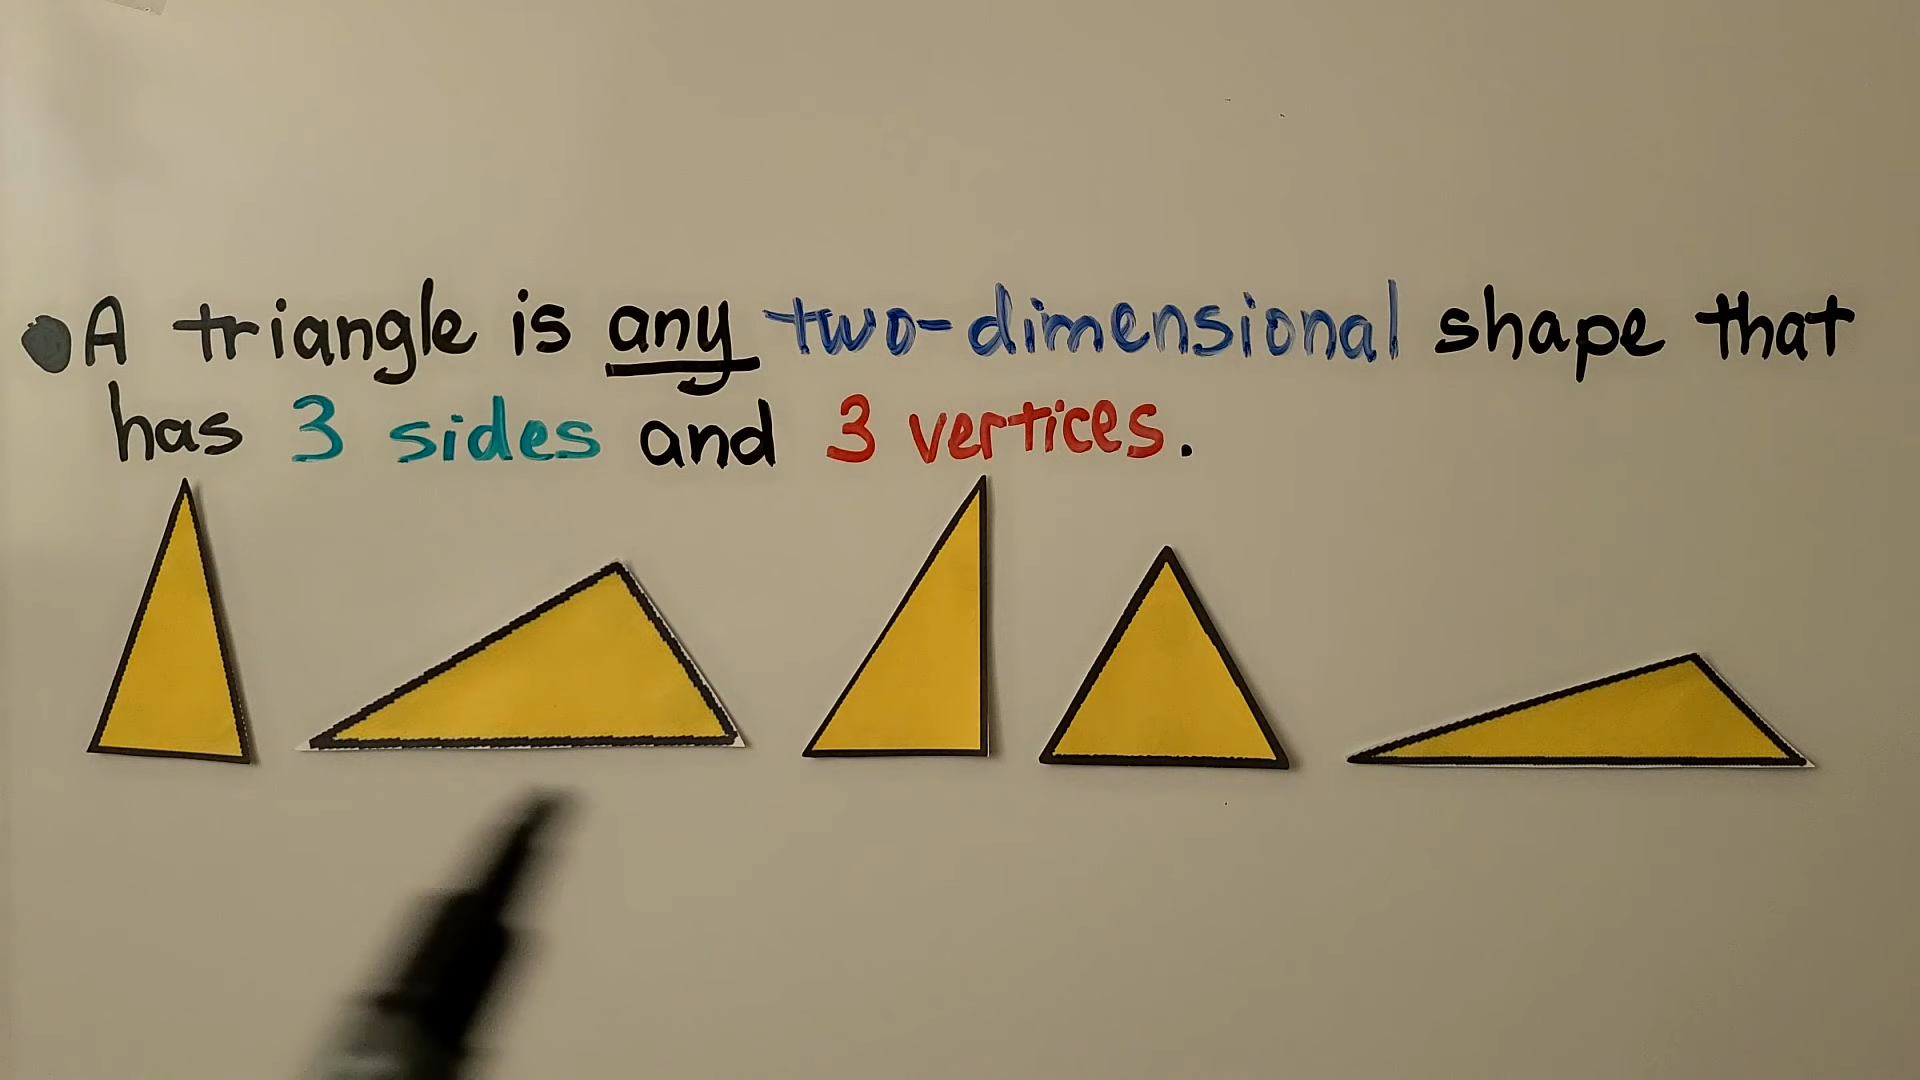 A triangle is any two-dimensional shape that
has 3 sides and 3 vertices.